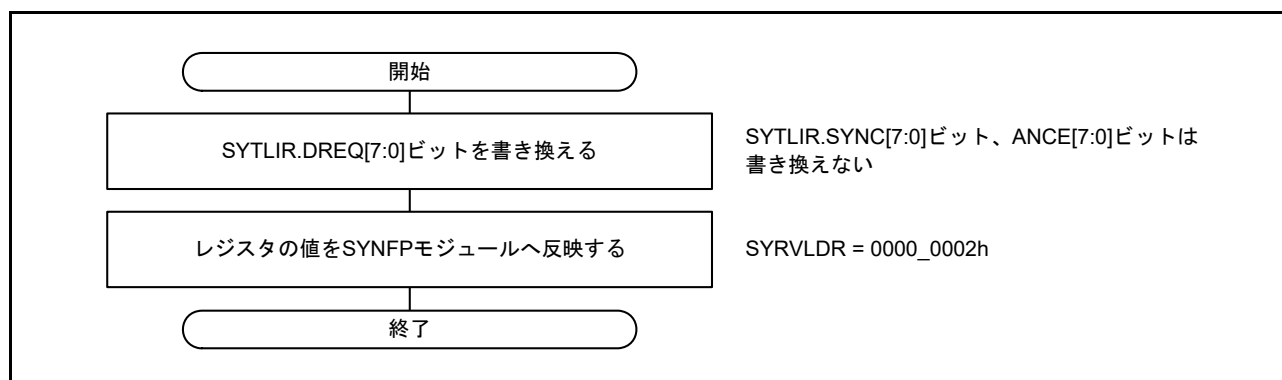 開始
SYTLIR.DREQ[7:0]ビットを書き換える
SYTLIR.SYNC[7:0]ビット、ANCE[7:0]ビットは
書き換えない
レジスタの値をSYNFPモジュールへ反映する
SYRVLDR = 0000_0002h
終了